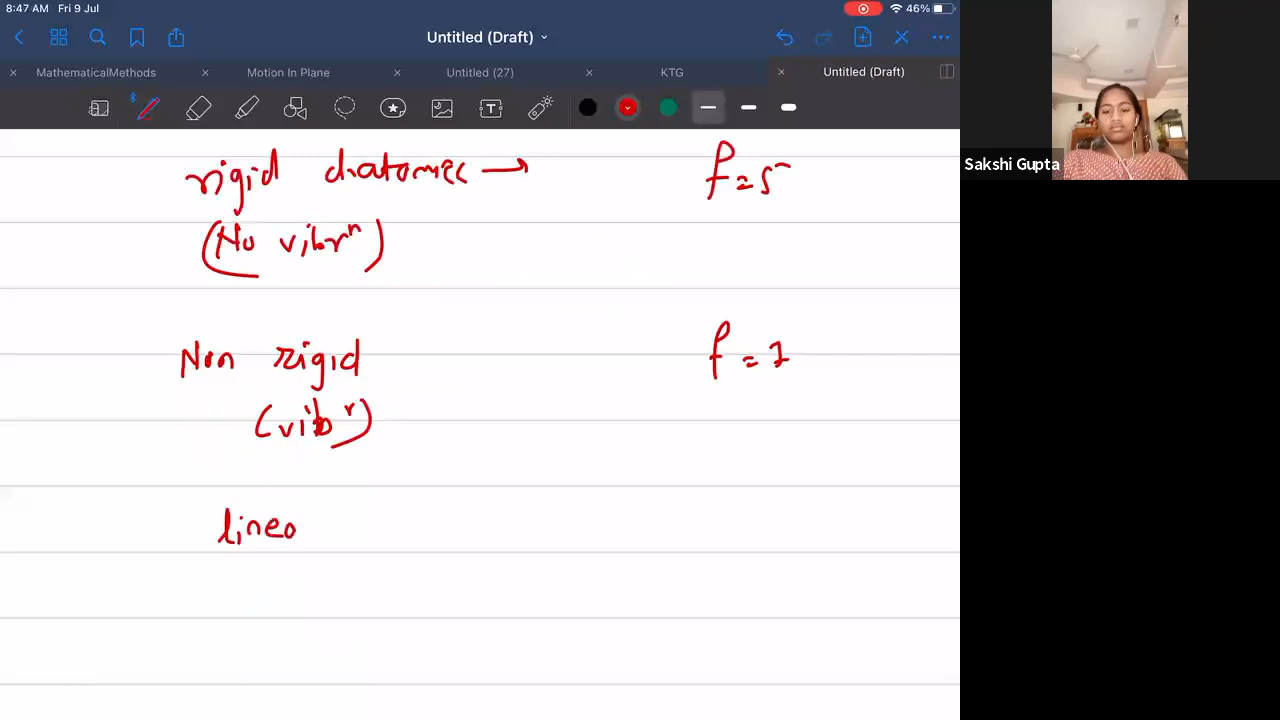 8:47 AM Fri 9 Jul
46%
Untitled (Draft)
MathematicalMethods
Motion In Plane
Untitled (27)
KTG
Untitled (Draft)
rigid diatomic → f = 5
(No vibrⁿ)
Non rigid f = 7
(vibʳ)
lineo
Sakshi Gupta